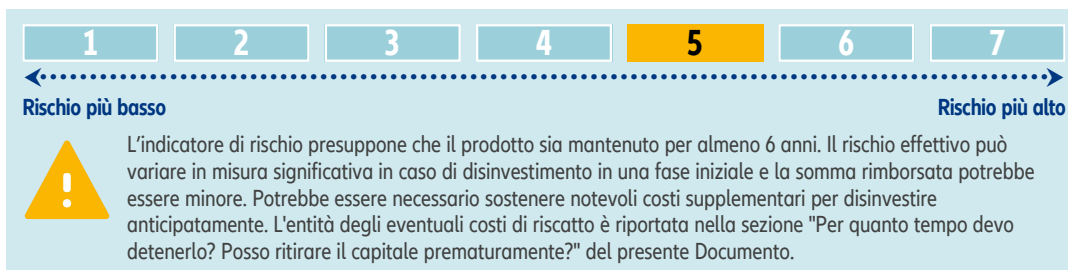 1 2 3 4 5 6 7
Rischio più basso Rischio più alto
!
L'indicatore di rischio presuppone che il prodotto sia mantenuto per almeno 6 anni. Il rischio effettivo può
variare in misura significativa in caso di disinvestimento in una fase iniziale e la somma rimborsata potrebbe
essere minore. Potrebbe essere necessario sostenere notevoli costi supplementari per disinvestire
anticipatamente. L'entità degli eventuali costi di riscatto è riportata nella sezione "Per quanto tempo devo
detenerlo? Posso ritirare il capitale prematuramente?" del presente Documento.